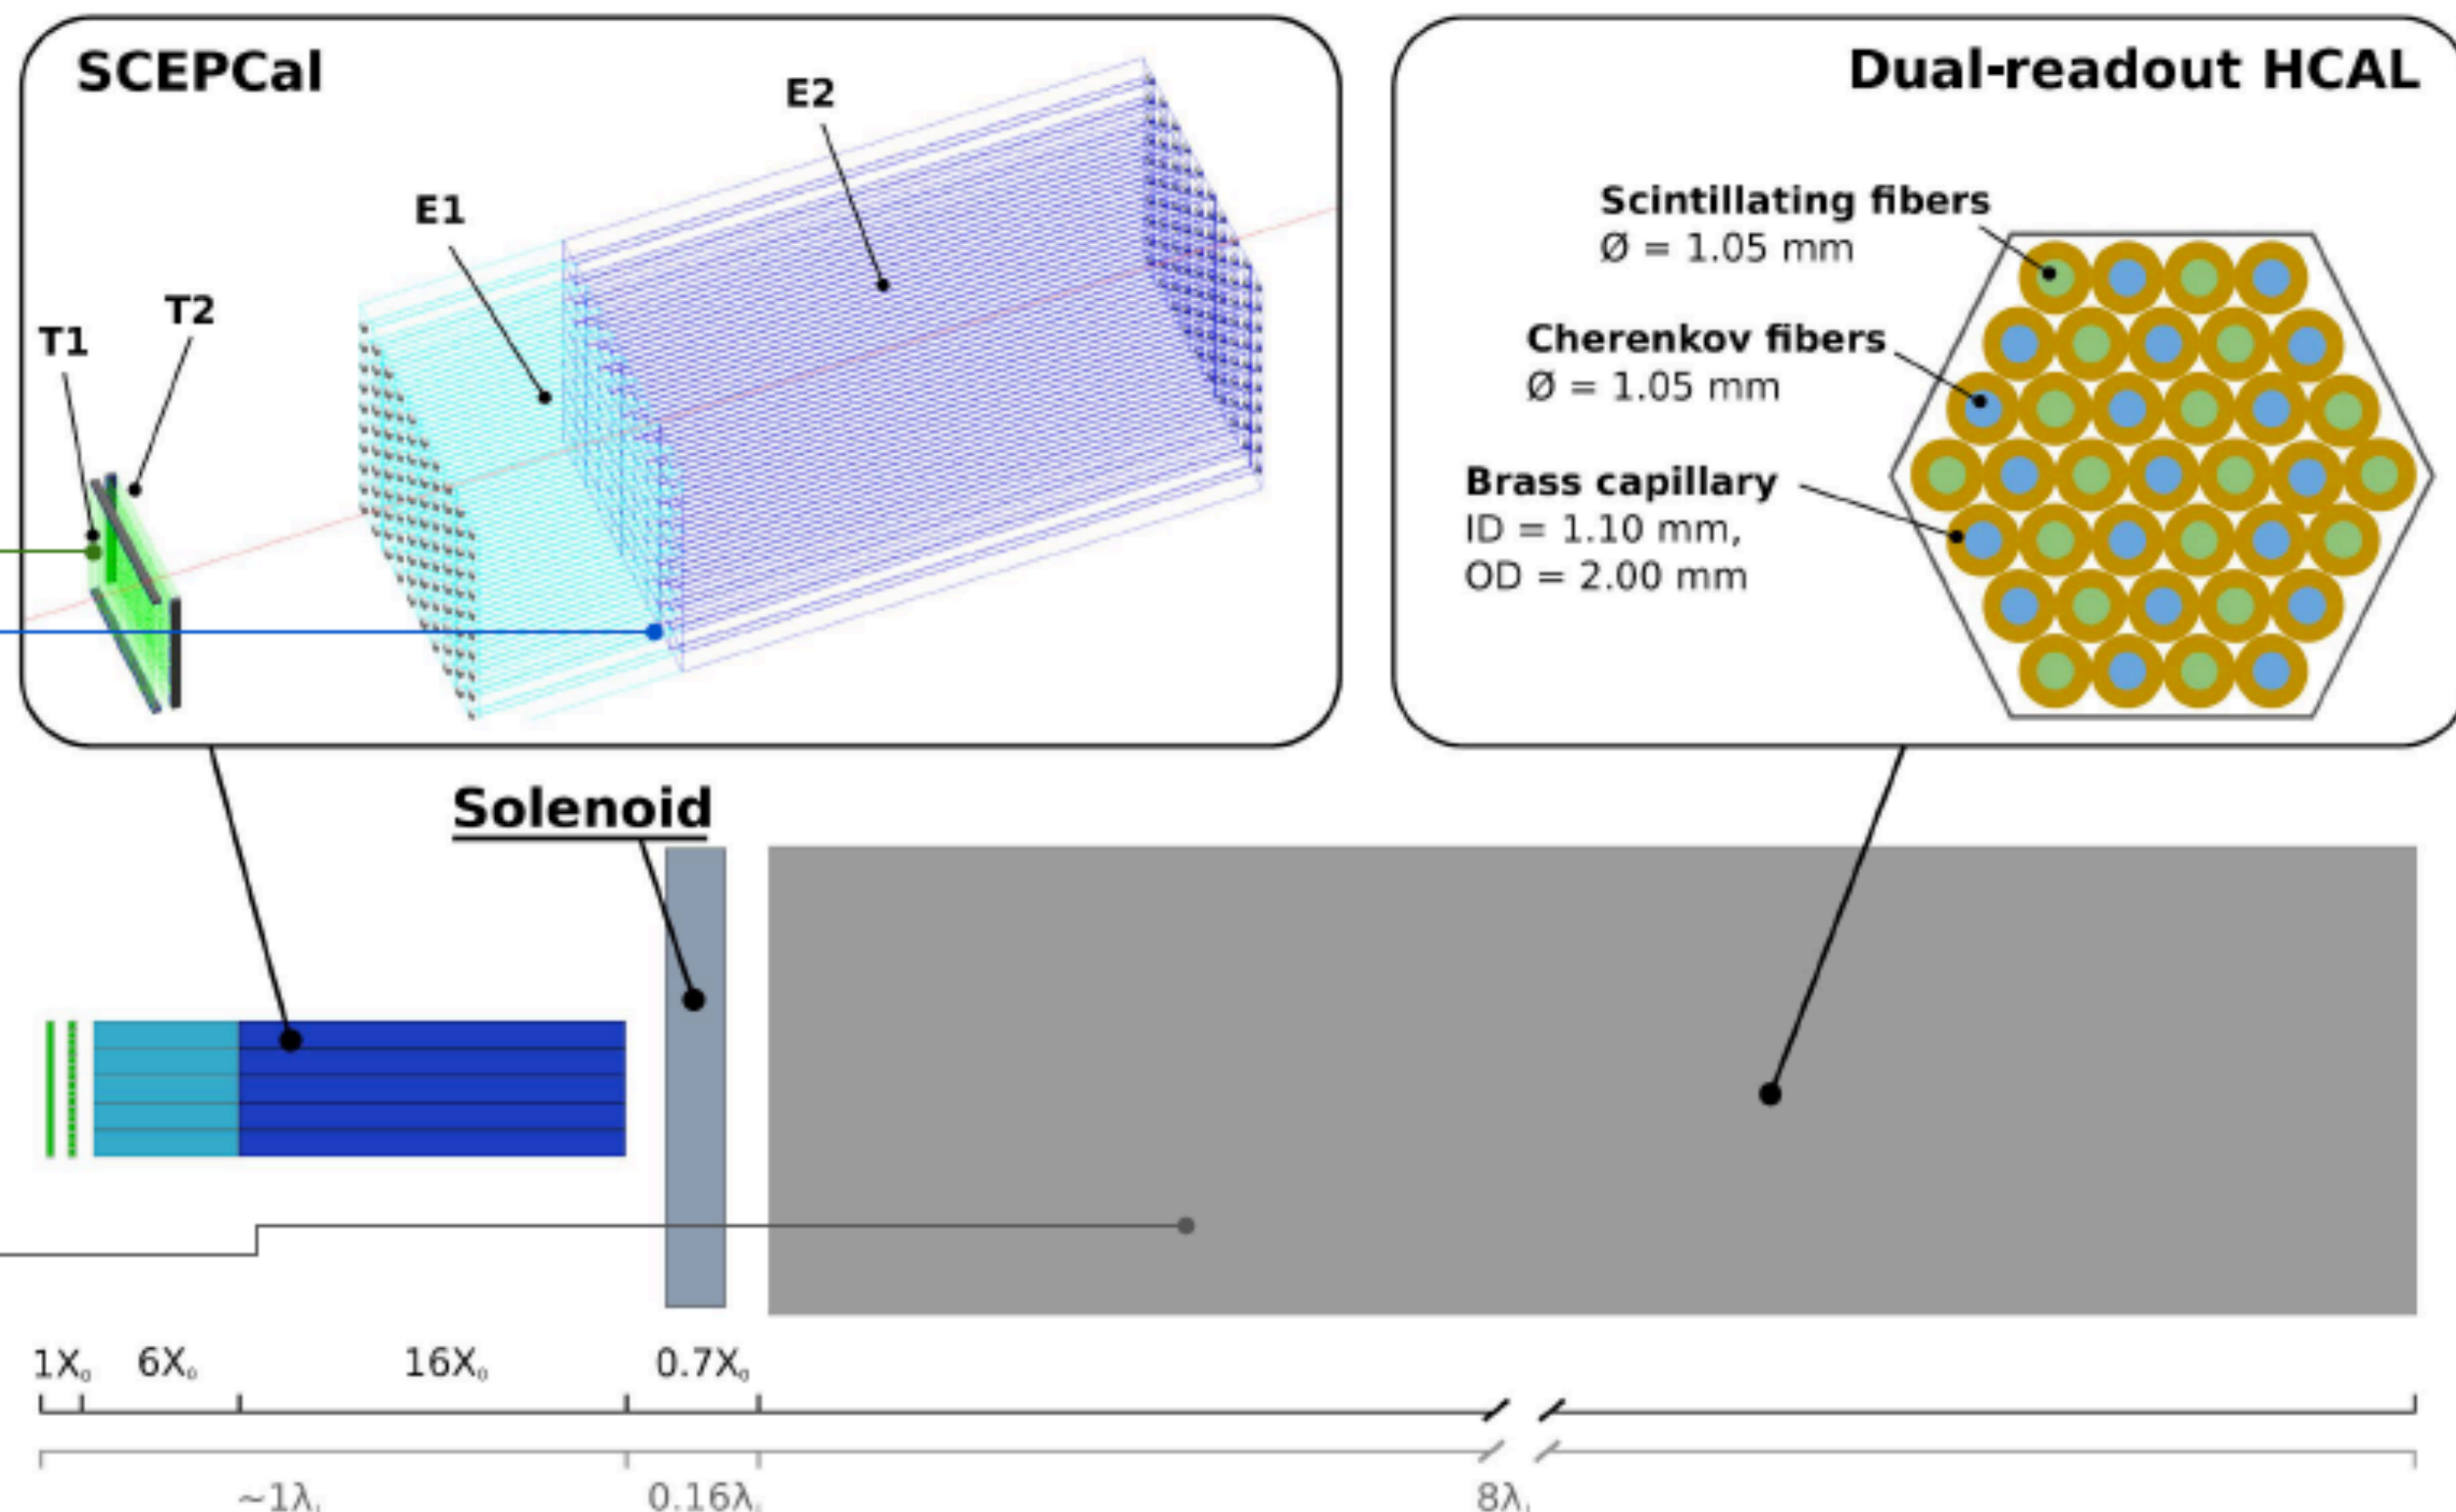 SCEPCal
E2
E1
T2
T1
Dual-readout HCAL
Scintillating fibers
Ø = 1.05 mm
Cherenkov fibers
Ø = 1.05 mm
Brass capillary
ID = 1.10 mm,
OD = 2.00 mm
Solenoid
1X₀ 6X₀ 16X₀ 0.7X₀
~1λᵢ 0.16λᵢ 8λᵢ